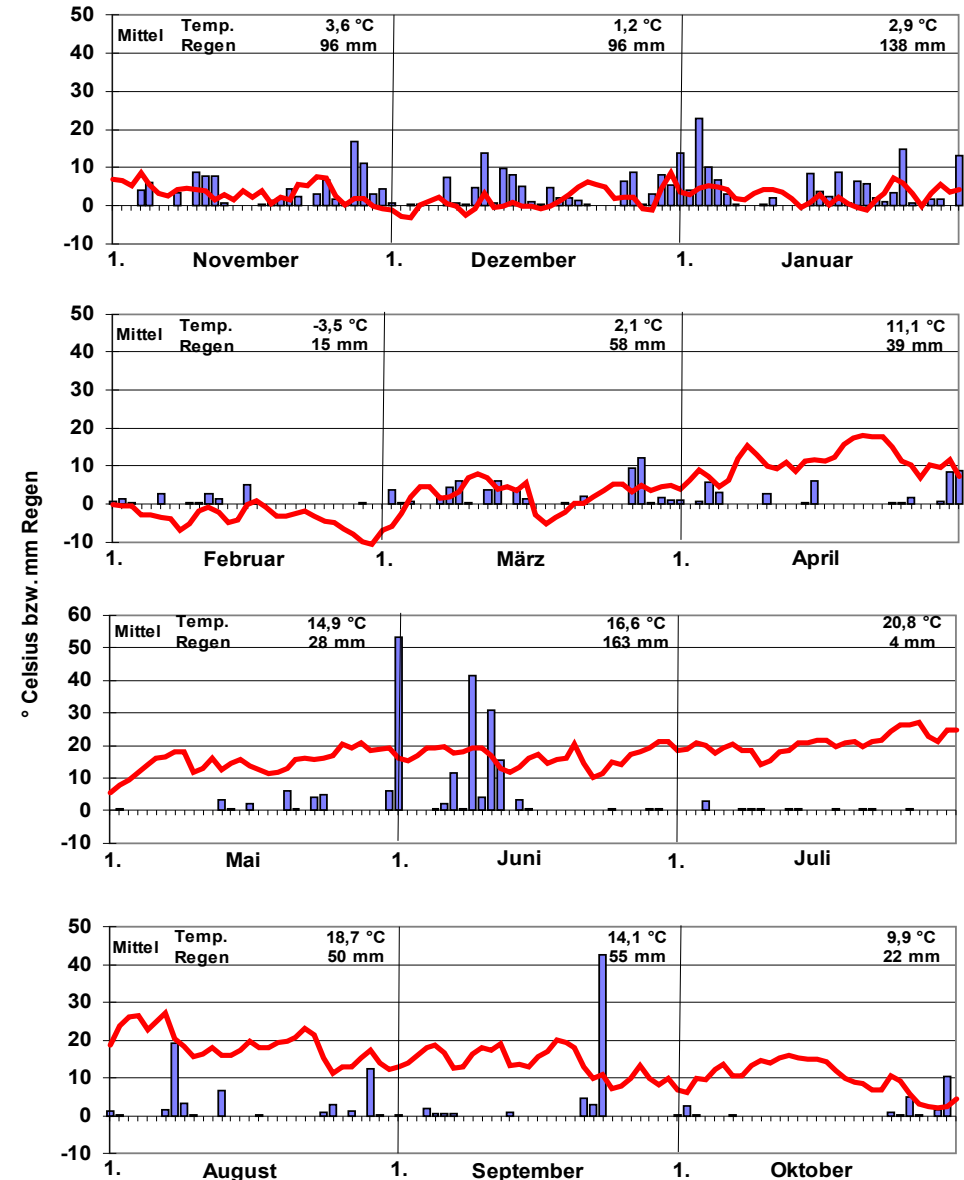 ° Celsius bzw. mm Regen
50
40
30
20
10
0
-10
Mittel Temp. 3,6 °C 1,2 °C 2,9 °C
Regen 96 mm 96 mm 138 mm
1. November 1. Dezember 1. Januar
50
40
30
20
10
0
-10
Mittel Temp. -3,5 °C 2,1 °C 11,1 °C
Regen 15 mm 58 mm 39 mm
1. Februar 1. März 1. April
60
50
40
30
20
10
0
-10
Mittel Temp. 14,9 °C 16,6 °C 20,8 °C
Regen 28 mm 163 mm 4 mm
1. Mai 1. Juni 1. Juli
50
40
30
20
10
0
-10
Mittel Temp. 18,7 °C 14,1 °C 9,9 °C
Regen 50 mm 55 mm 22 mm
1. August 1. September 1. Oktober